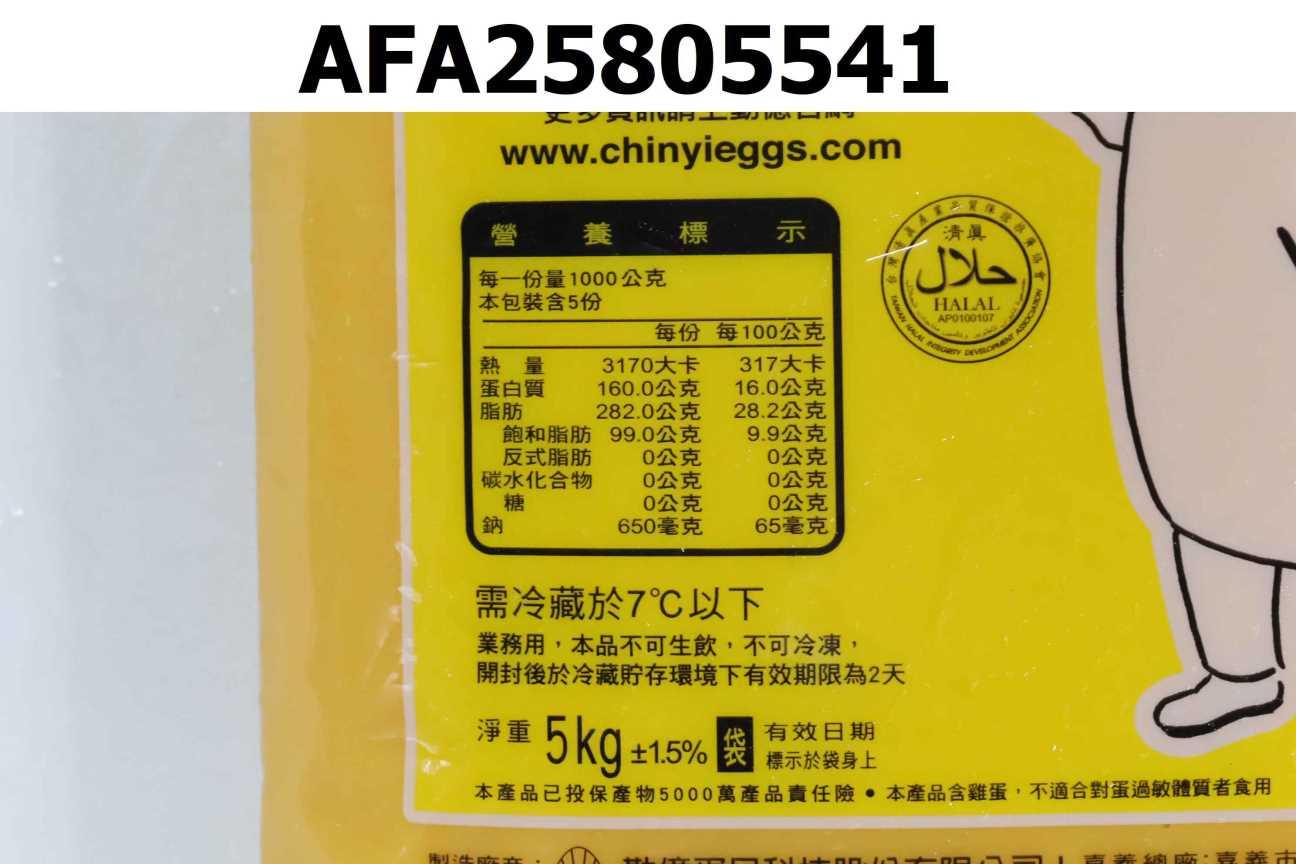 AFA25805541
www.chinyieggs.com
營養標示
每一份量1000公克
本包裝含5份
每份 每100公克
熱量 3170大卡 317大卡
蛋白質 160.0公克 16.0公克
脂肪 282.0公克 28.2公克
飽和脂肪 99.0公克 9.9公克
反式脂肪 0公克 0公克
碳水化合物 0公克 0公克
糖 0公克 0公克
鈉 650毫克 65毫克
清真
حلال
HALAL
AP0100107
TAIWAN HALAL INTEGRITY DEVELOPMENT ASSOCIATION
需冷藏於7℃以下
業務用，本品不可生飲，不可冷凍，
開封後於冷藏貯存環境下有效期限為2天
淨重 5kg ±1.5% 袋 有效日期
標示於袋身上
本產品已投保產物5000萬產品責任險 • 本產品含雞蛋，不適合對蛋過敏體質者食用